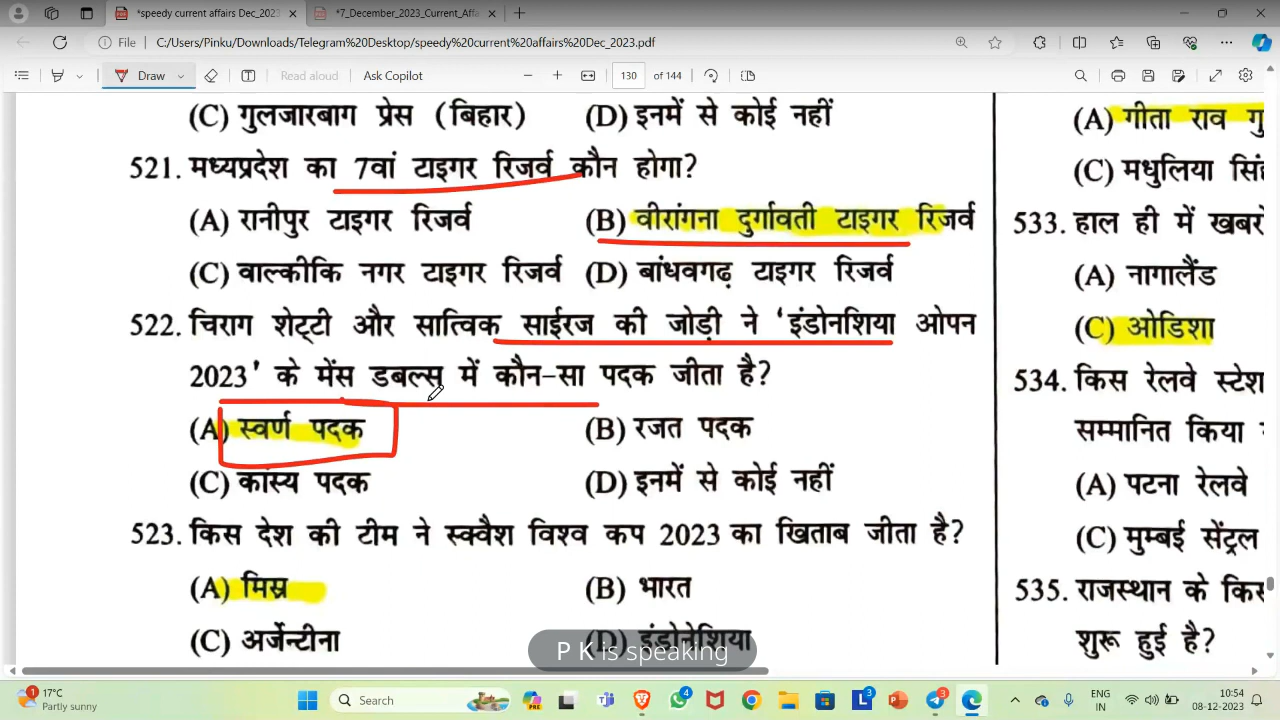 *speedy current affairs Dec_2023
*7_December_2023_Current_Affa
File C:/Users/Pinku/Downloads/Telegram%20Desktop/speedy%20current%20affairs%20Dec_2023.pdf
Draw Read aloud Ask Copilot 130 of 144
(C) गुलजारबाग प्रेस (बिहार) (D) इनमें से कोई नहीं
521. मध्यप्रदेश का 7वां टाइगर रिजर्व कौन होगा?
(A) रानीपुर टाइगर रिजर्व (B) वीरांगना दुर्गावती टाइगर रिजर्व
(C) वाल्कीकि नगर टाइगर रिजर्व (D) बांधवगढ़ टाइगर रिजर्व
522. चिराग शेट्टी और सात्विक साईरज की जोड़ी ने 'इंडोनशिया ओपन
2023' के मेंस डबल्स में कौन-सा पदक जीता है?
(A) स्वर्ण पदक (B) रजत पदक
(C) कांस्य पदक (D) इनमें से कोई नहीं
523. किस देश की टीम ने स्क्वैश विश्व कप 2023 का खिताब जीता है?
(A) मिस्र (B) भारत
(C) अर्जेन्टीना (D) इंडोनेशिया
(A) गीता राव गु
(C) मधुलिया सिं
533. हाल ही में खबरो
(A) नागालैंड
(C) ओडिशा
534. किस रेलवे स्टेश
सम्मानित किया
(A) पटना रेलवे
(C) मुम्बई सेंट्रल
535. राजस्थान के किस
शुरू हुई है?
P K is speaking
1 17°C
Partly sunny
Search
4
3
3
ENG
IN
10:54
08-12-2023